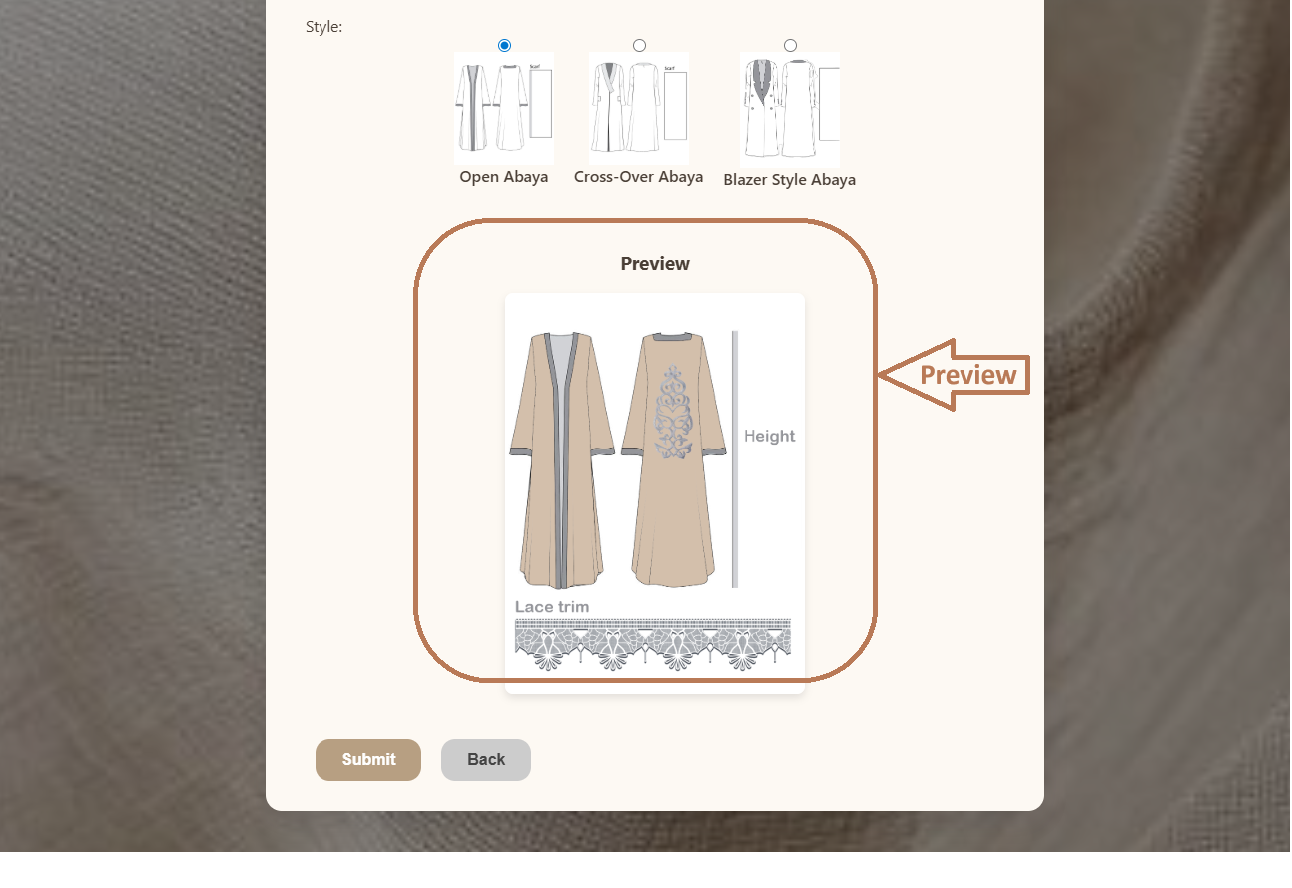 Style:
Scarf
Scarf
Open Abaya
Cross-Over Abaya
Blazer Style Abaya
Preview
Preview
Height
Lace trim
Submit
Back